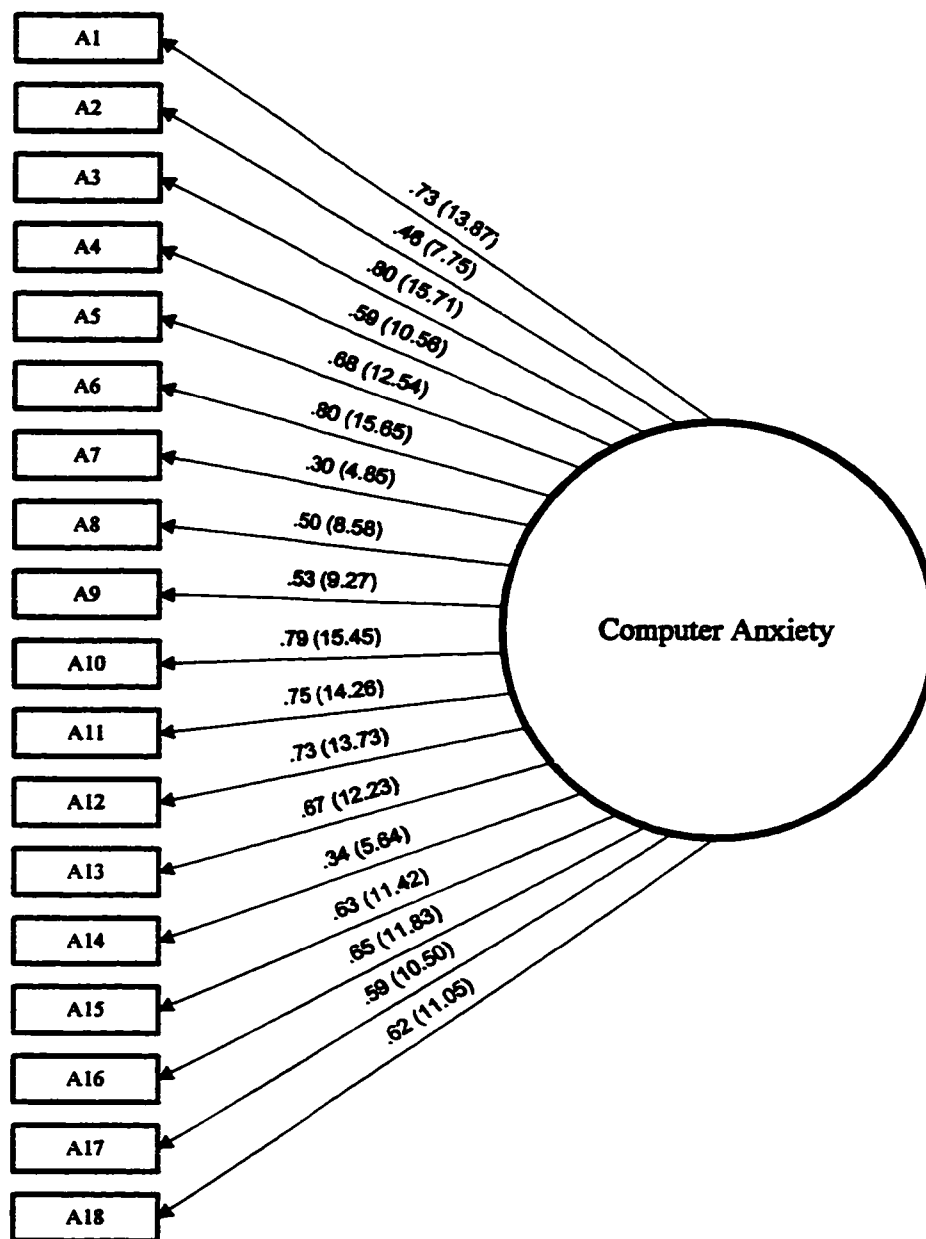 A1
A2
A3
A4
A5
A6
A7
A8
A9
A10
A11
A12
A13
A14
A15
A16
A17
A18
.73 (13.87)
.46 (7.75)
.80 (15.71)
.59 (10.56)
.68 (12.54)
.80 (15.65)
.30 (4.85)
.50 (8.58)
.53 (9.27)
.79 (15.45)
.75 (14.26)
.73 (13.73)
.67 (12.23)
.34 (5.64)
.63 (11.42)
.65 (11.83)
.59 (10.50)
.62 (11.05)
Computer Anxiety